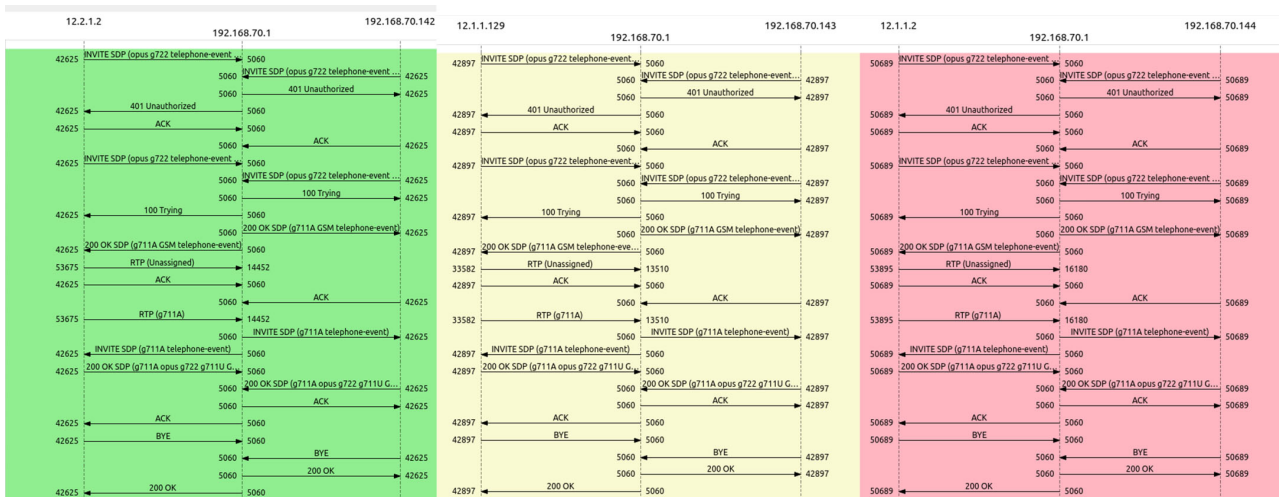 12.2.1.2 192.168.70.142
192.168.70.1
42625 INVITE SDP (opus g722 telephone-event ... 5060
5060 INVITE SDP (opus g722 telephone-event ... 42625
5060 401 Unauthorized 42625
42625 401 Unauthorized 5060
42625 ACK 5060
5060 ACK 42625
42625 INVITE SDP (opus g722 telephone-event ... 5060
5060 INVITE SDP (opus g722 telephone-event ... 42625
5060 100 Trying 42625
42625 100 Trying 5060
5060 200 OK SDP (g711A GSM telephone-event) 42625
42625 200 OK SDP (g711A GSM telephone-event) 5060
53675 RTP (Unassigned) 14452
42625 ACK 5060
5060 ACK 42625
53675 RTP (g711A) 14452
5060 INVITE SDP (g711A telephone-event) 42625
42625 INVITE SDP (g711A telephone-event) 5060
42625 200 OK SDP (g711A opus g722 g711U G... 5060
5060 200 OK SDP (g711A opus g722 g711U G... 42625
5060 ACK 42625
42625 ACK 5060
42625 BYE 5060
5060 BYE 42625
5060 200 OK 42625
42625 200 OK 5060
12.1.1.129 192.168.70.143
192.168.70.1
42897 INVITE SDP (opus g722 telephone-event... 5060
5060 INVITE SDP (opus g722 telephone-event ... 42897
5060 401 Unauthorized 42897
42897 401 Unauthorized 5060
42897 ACK 5060
5060 ACK 42897
42897 INVITE SDP (opus g722 telephone-event... 5060
5060 INVITE SDP (opus g722 telephone-event ... 42897
5060 100 Trying 42897
42897 100 Trying 5060
5060 200 OK SDP (g711A GSM telephone-event) 42897
42897 200 OK SDP (g711A GSM telephone-eve... 5060
33582 RTP (Unassigned) 13510
42897 ACK 5060
5060 ACK 42897
33582 RTP (g711A) 13510
5060 INVITE SDP (g711A telephone-event) 42897
42897 INVITE SDP (g711A telephone-event) 5060
42897 200 OK SDP (g711A opus g722 g711U G... 5060
5060 200 OK SDP (g711A opus g722 g711U G... 42897
5060 ACK 42897
42897 ACK 5060
42897 BYE 5060
5060 BYE 42897
5060 200 OK 42897
42897 200 OK 5060
12.1.1.2 192.168.70.144
192.168.70.1
50689 INVITE SDP (opus g722 telephone-event ... 5060
5060 INVITE SDP (opus g722 telephone-event ... 50689
5060 401 Unauthorized 50689
50689 401 Unauthorized 5060
50689 ACK 5060
5060 ACK 50689
50689 INVITE SDP (opus g722 telephone-event ... 5060
5060 INVITE SDP (opus g722 telephone-event ... 50689
5060 100 Trying 50689
50689 100 Trying 5060
5060 200 OK SDP (g711A GSM telephone-event) 50689
50689 200 OK SDP (g711A GSM telephone-event) 5060
53895 RTP (Unassigned) 16180
50689 ACK 5060
5060 ACK 50689
53895 RTP (g711A) 16180
5060 INVITE SDP (g711A telephone-event) 50689
50689 INVITE SDP (g711A telephone-event) 5060
50689 200 OK SDP (g711A opus g722 g711U G... 5060
5060 200 OK SDP (g711A opus g722 g711U G... 50689
5060 ACK 50689
50689 ACK 5060
50689 BYE 5060
5060 BYE 50689
5060 200 OK 50689
50689 200 OK 5060